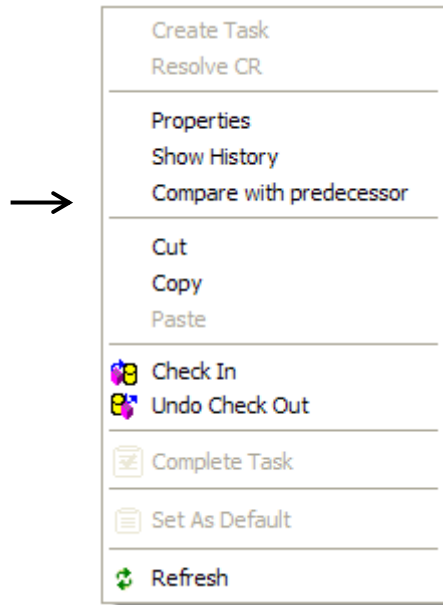 Create Task
Resolve CR
Properties
Show History
Compare with predecessor
Cut
Copy
Paste
Check In
Undo Check Out
Complete Task
Set As Default
Refresh